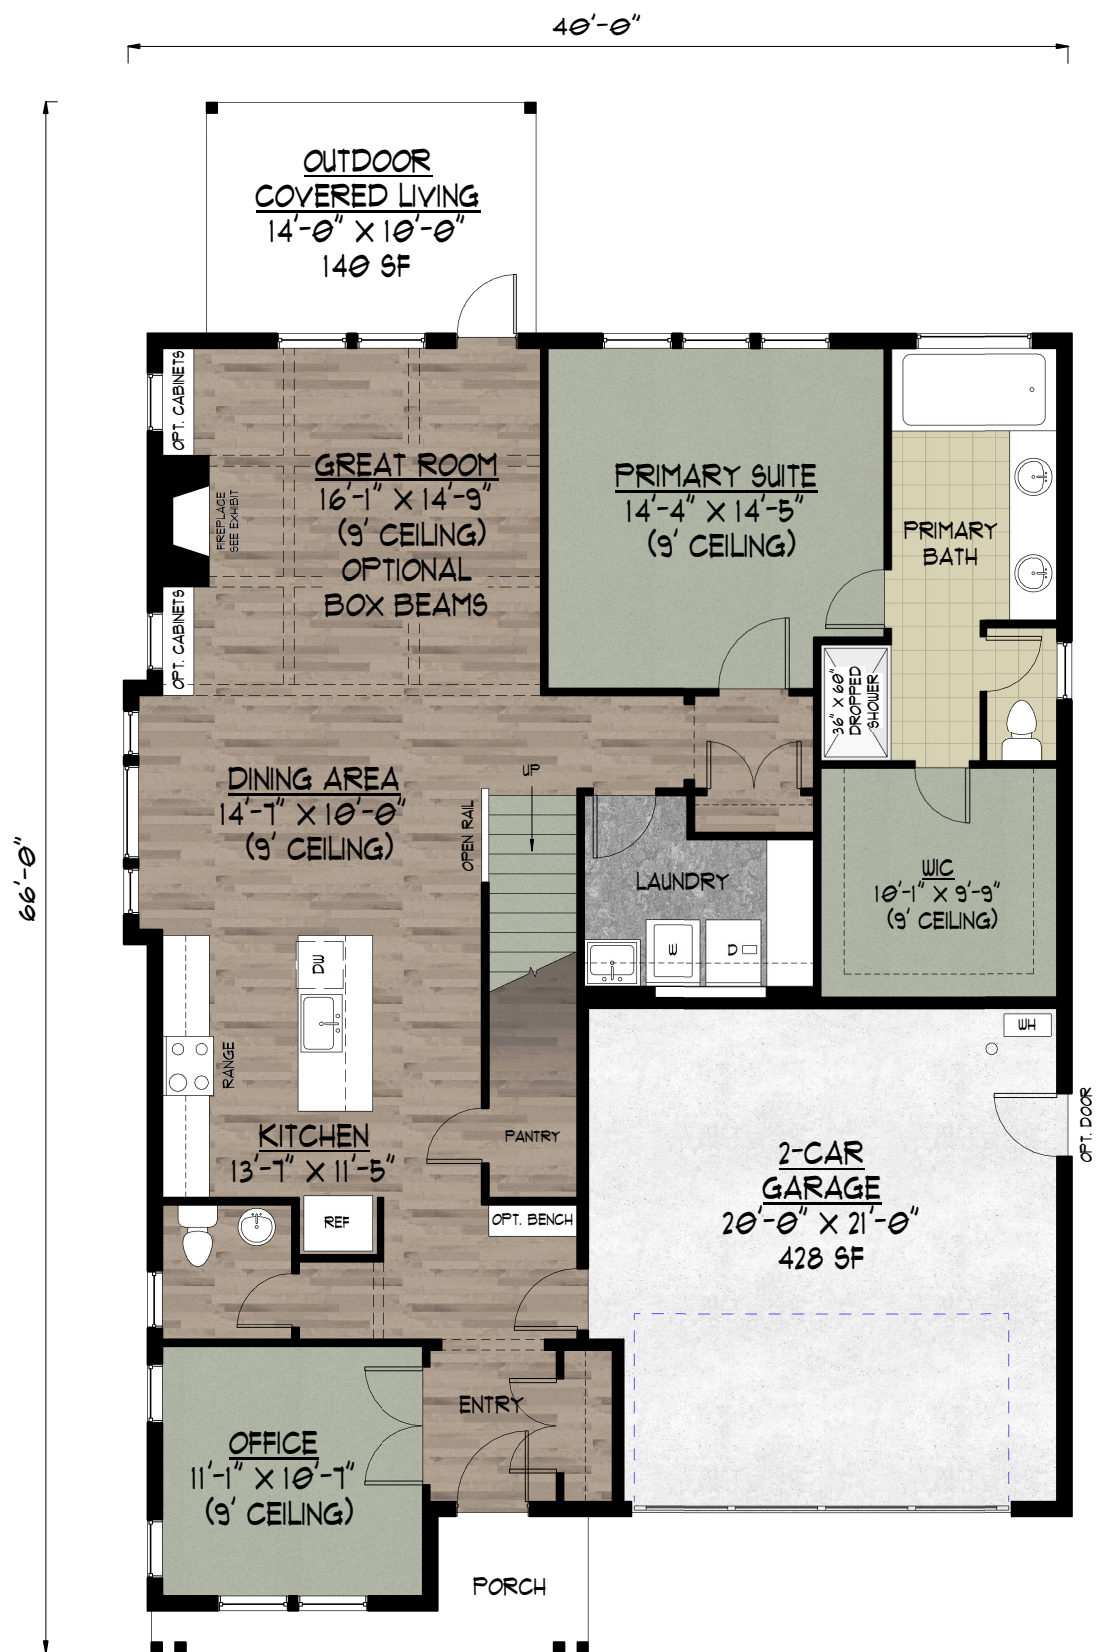 40'-0"
66'-0"
OUTDOOR
COVERED LIVING
14'-0" X 10'-0"
140 SF
OPT. CABINETS
GREAT ROOM
16'-1" X 14'-9"
(9' CEILING)
OPTIONAL
BOX BEAMS
FIREPLACE
SEE EXHIBIT
OPT. CABINETS
PRIMARY SUITE
14'-4" X 14'-5"
(9' CEILING)
PRIMARY
BATH
36" X 60"
DROPPED
SHOWER
DINING AREA
14'-7" X 10'-0"
(9' CEILING)
UP
OPEN RAIL
LAUNDRY
W
D
WIC
10'-1" X 9'-9"
(9' CEILING)
DW
RANGE
WH
OPT. DOOR
KITCHEN
13'-7" X 11'-5"
PANTRY
2-CAR
GARAGE
20'-0" X 21'-0"
428 SF
REF
OPT. BENCH
ENTRY
OFFICE
11'-1" X 10'-7"
(9' CEILING)
PORCH